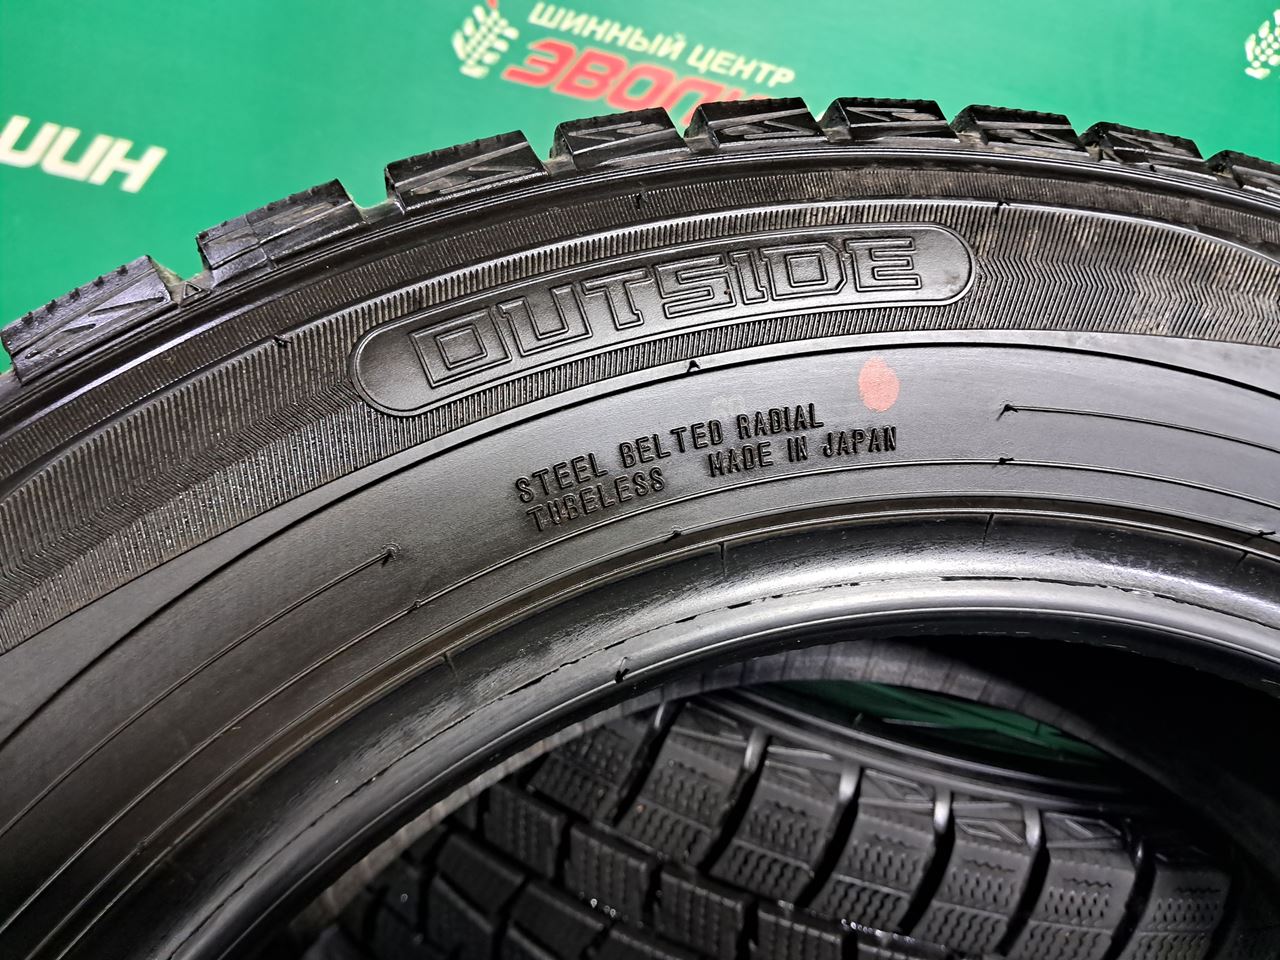 ШИННЫЙ ЦЕНТР
OUTSIDE
STEEL BELTED RADIAL
TUBELESS MADE IN JAPAN